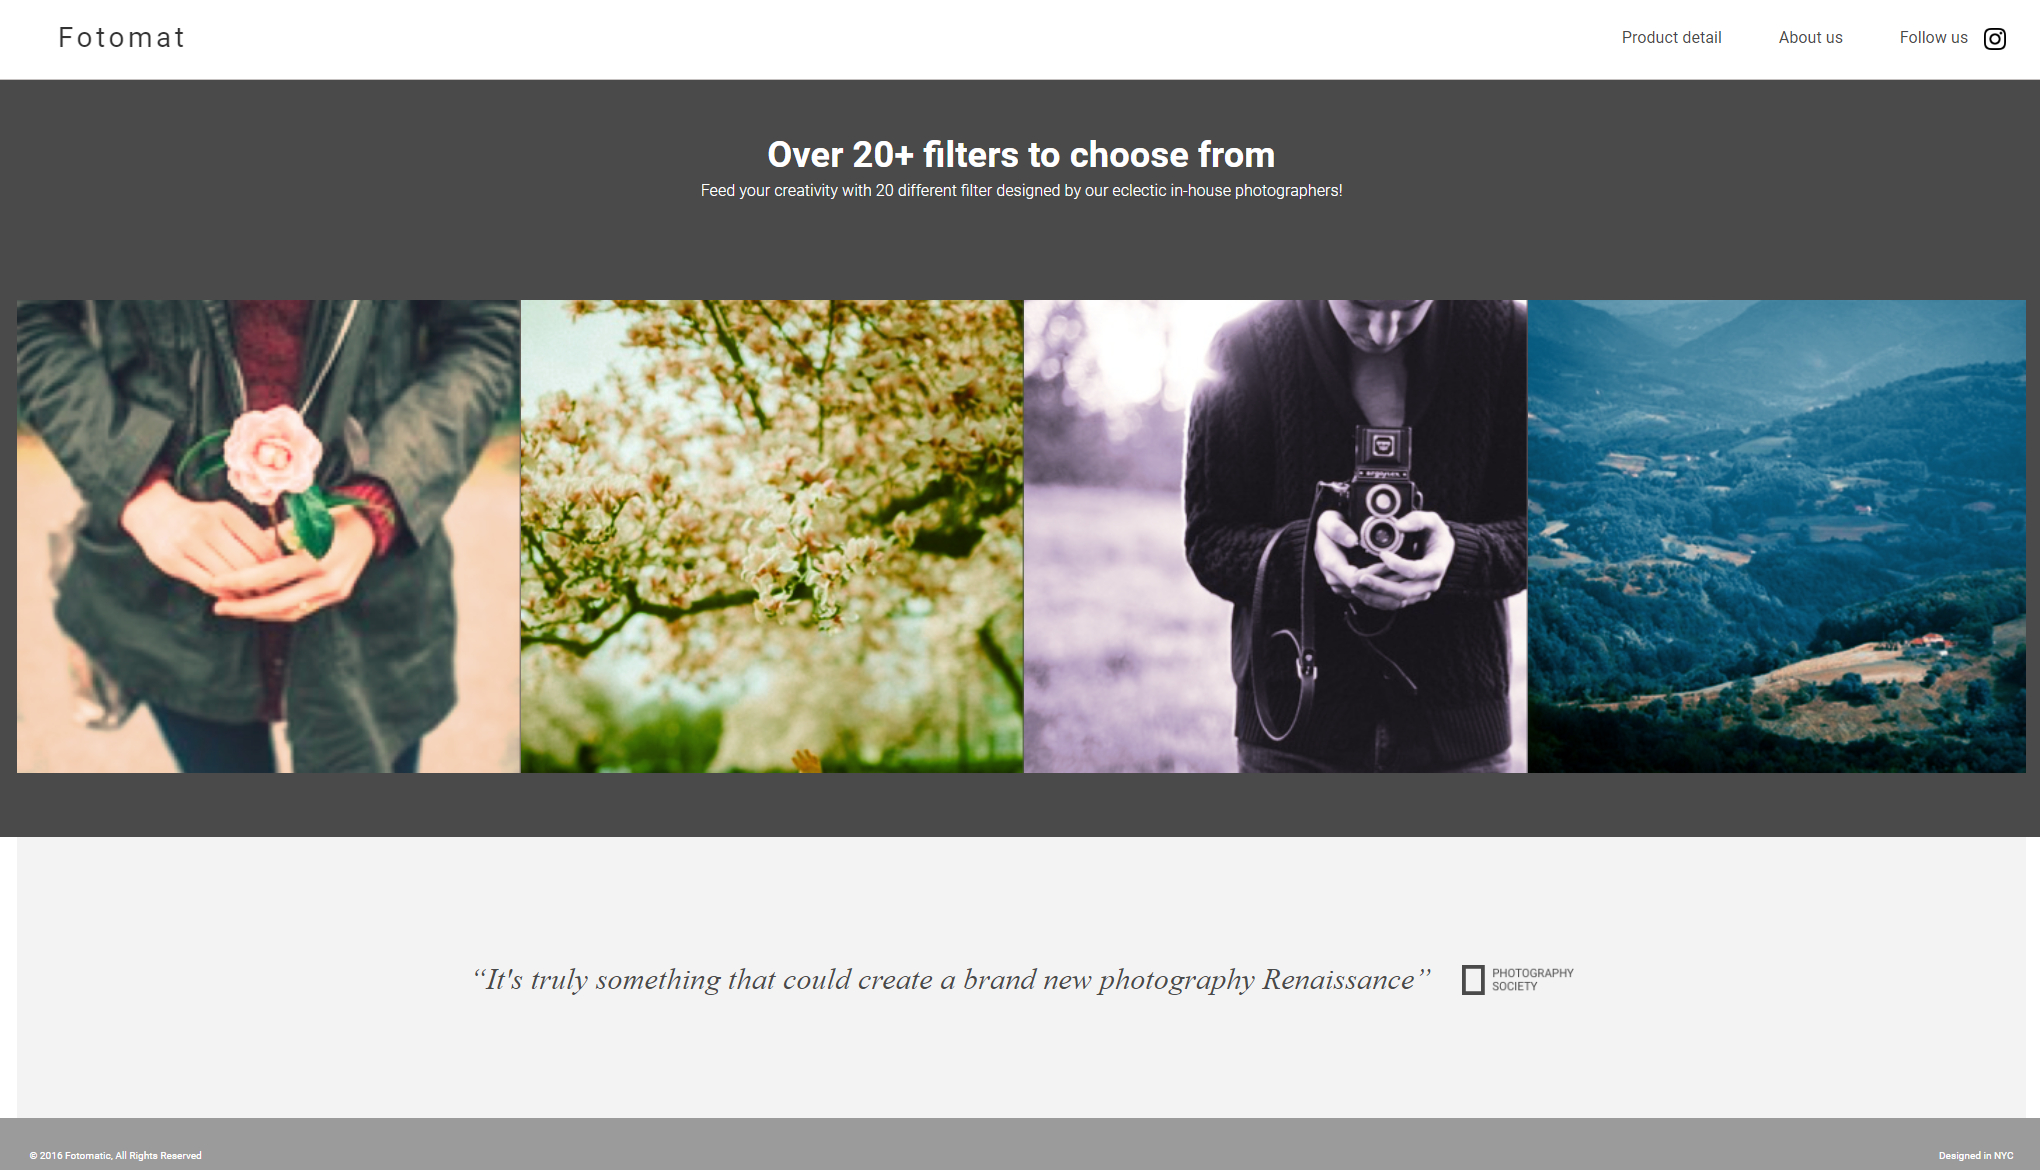 Fotomat
Product detail
About us
Follow us
Over 20+ filters to choose from
Feed your creativity with 20 different filter designed by our eclectic in-house photographers!
“It's truly something that could create a brand new photography Renaissance”
PHOTOGRAPHY
SOCIETY
© 2016 Fotomatic, All Rights Reserved
Designed in NYC